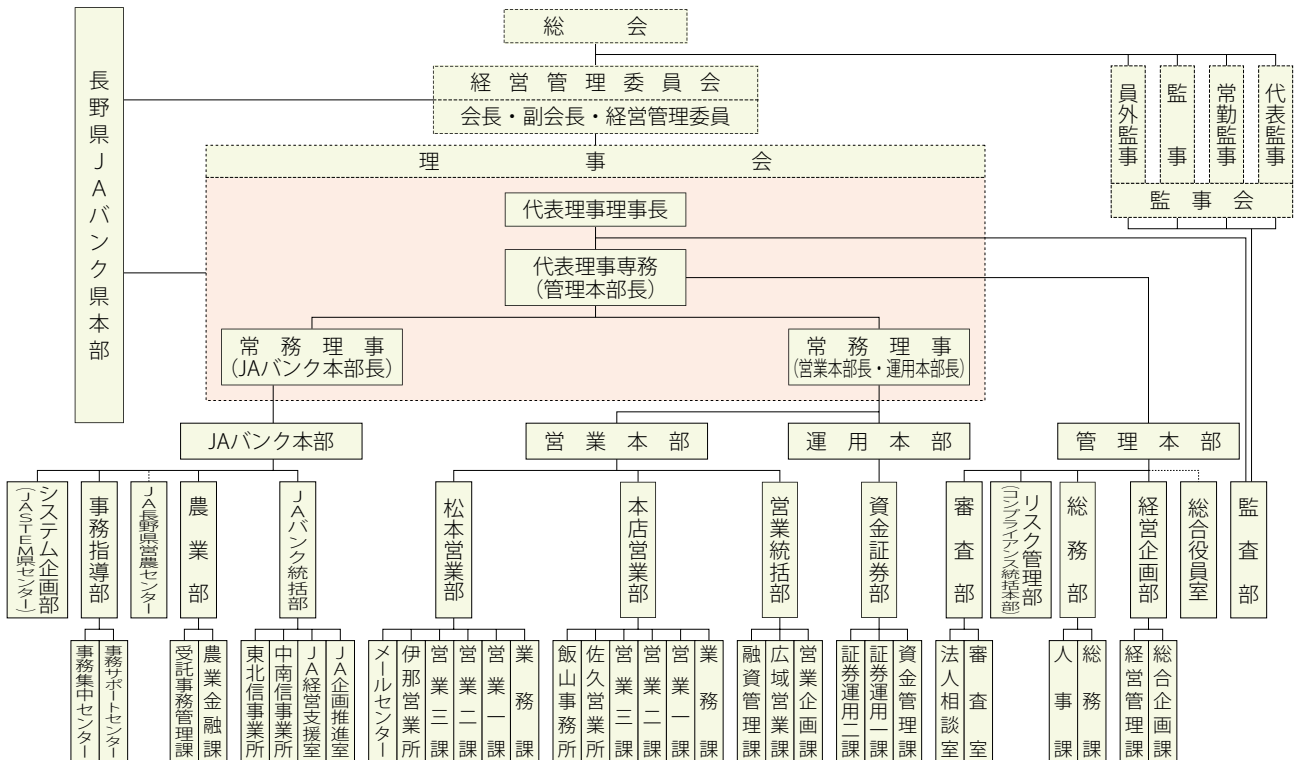 総会
経営管理委員会
会長・副会長・経営管理委員
員外監事
監事
常勤監事
代表監事
監事会
長野県JAバンク県本部
理事会
代表理事理事長
代表理事専務
(管理本部長)
常務理事
(JAバンク本部長)
常務理事
(営業本部長・運用本部長)
JAバンク本部
営業本部
運用本部
管理本部
システム企画部
(JASTEM県センター)
事務指導部
JA長野県営農センター
農業部
JAバンク統括部
松本営業部
本店営業部
営業統括部
資金証券部
審査部
リスク管理部
(コンプライアンス統括本部)
総務部
経営企画部
総合役員室
監査部
事務集中センター
事務サポートセンター
受託事務管理課
農業金融課
東北信事業所
中南信事業所
JA経営支援室
JA企画推進室
メールセンター
伊那営業所
営業三課
営業二課
営業一課
業務課
飯山事務所
佐久営業所
営業三課
営業二課
営業一課
業務課
融資管理課
広域営業課
営業企画課
証券運用二課
証券運用一課
資金管理課
法人相談室
審査室
人事課
総務課
経営管理課
総合企画課